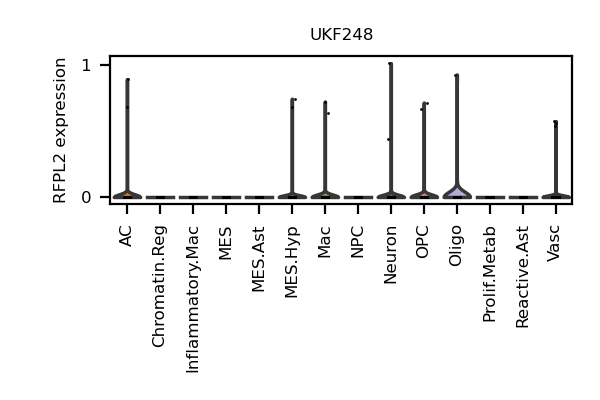 UKF248
RFPL2 expression
1
0
AC
Chromatin.Reg
Inflammatory.Mac
MES
MES.Ast
MES.Hyp
Mac
NPC
Neuron
OPC
Oligo
Prolif.Metab
Reactive.Ast
Vasc